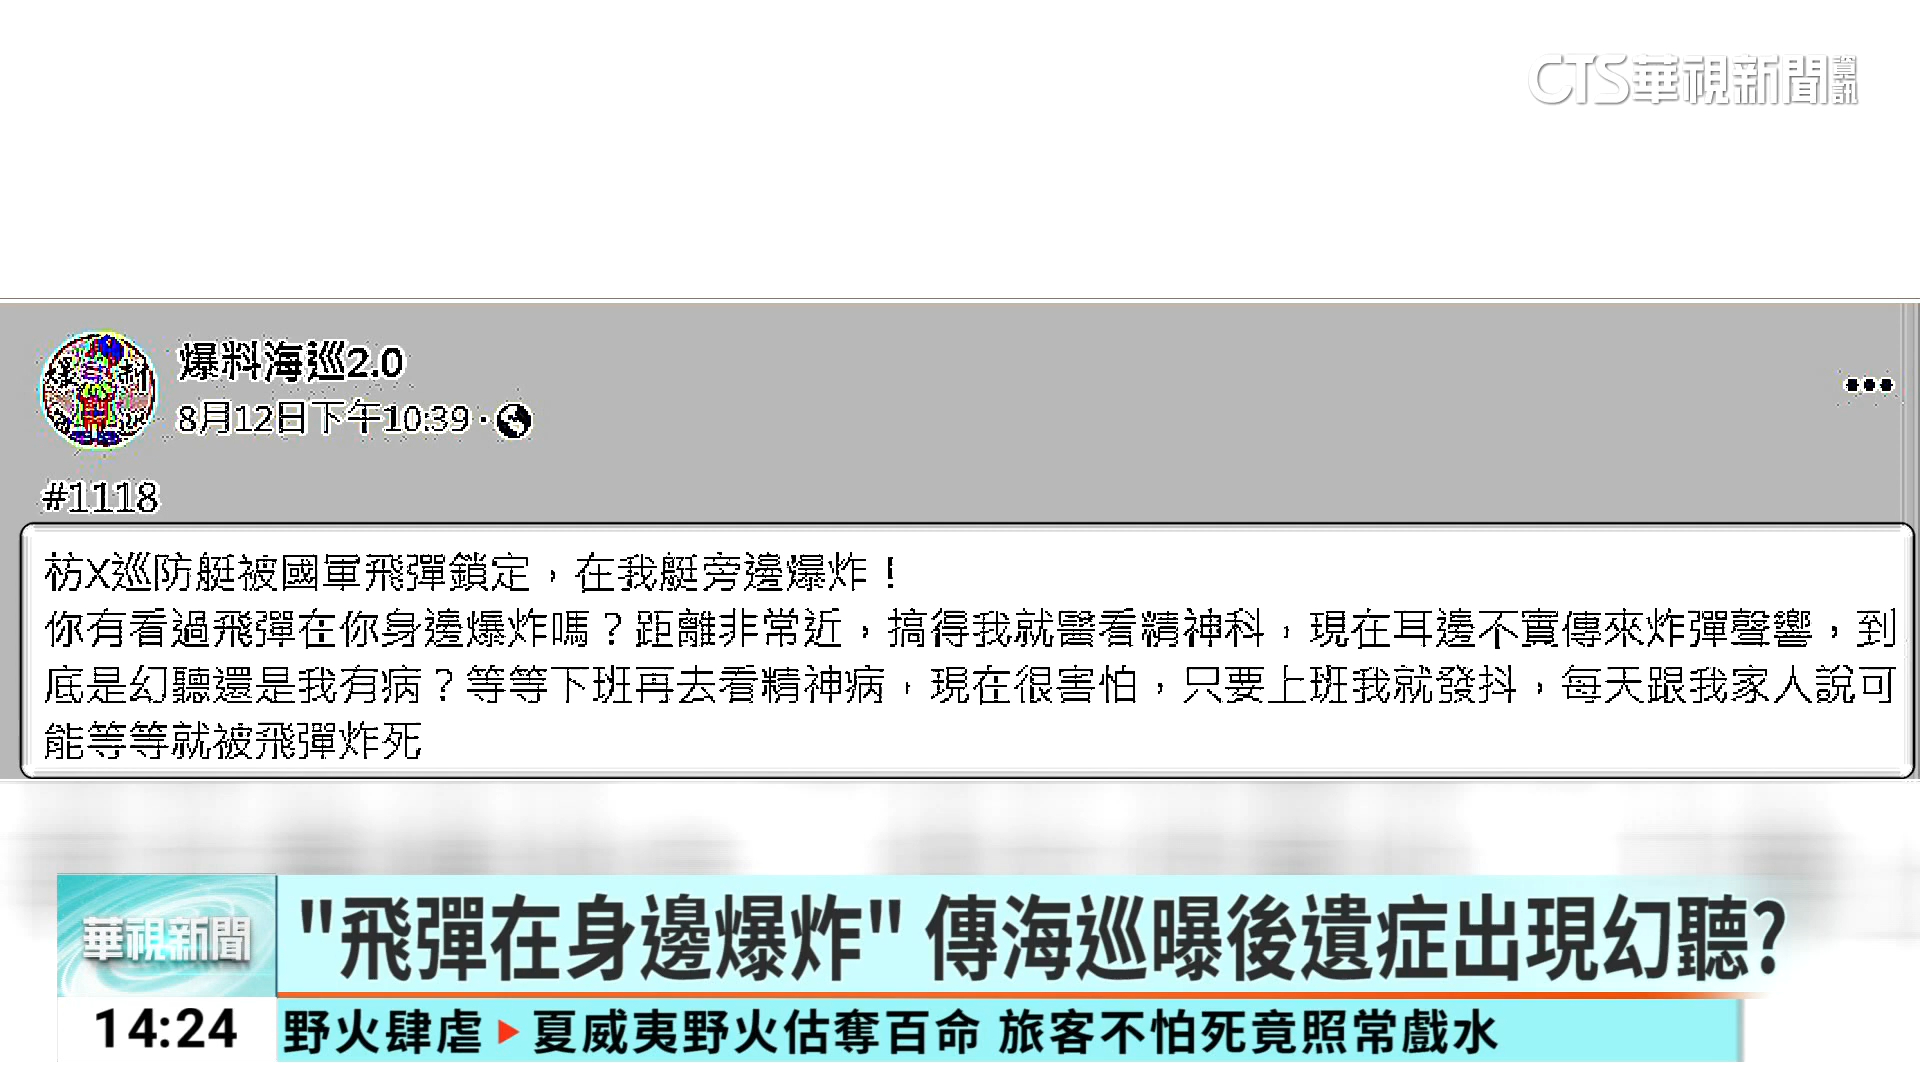 CTS華視新聞資訊
爆料海巡2.0
8月12日下午10:39
#1118
枋X巡防艇被國軍飛彈鎖定，在我艇旁邊爆炸！
你有看過飛彈在你身邊爆炸嗎？距離非常近，搞得我就醫看精神科，現在耳邊不實傳來炸彈聲響，到
底是幻聽還是我有病？等等下班再去看精神病，現在很害怕，只要上班我就發抖，每天跟我家人說可
能等等就被飛彈炸死
華視新聞
"飛彈在身邊爆炸" 傳海巡曝後遺症出現幻聽?
14:24
野火肆虐▶夏威夷野火估奪百命 旅客不怕死竟照常戲水